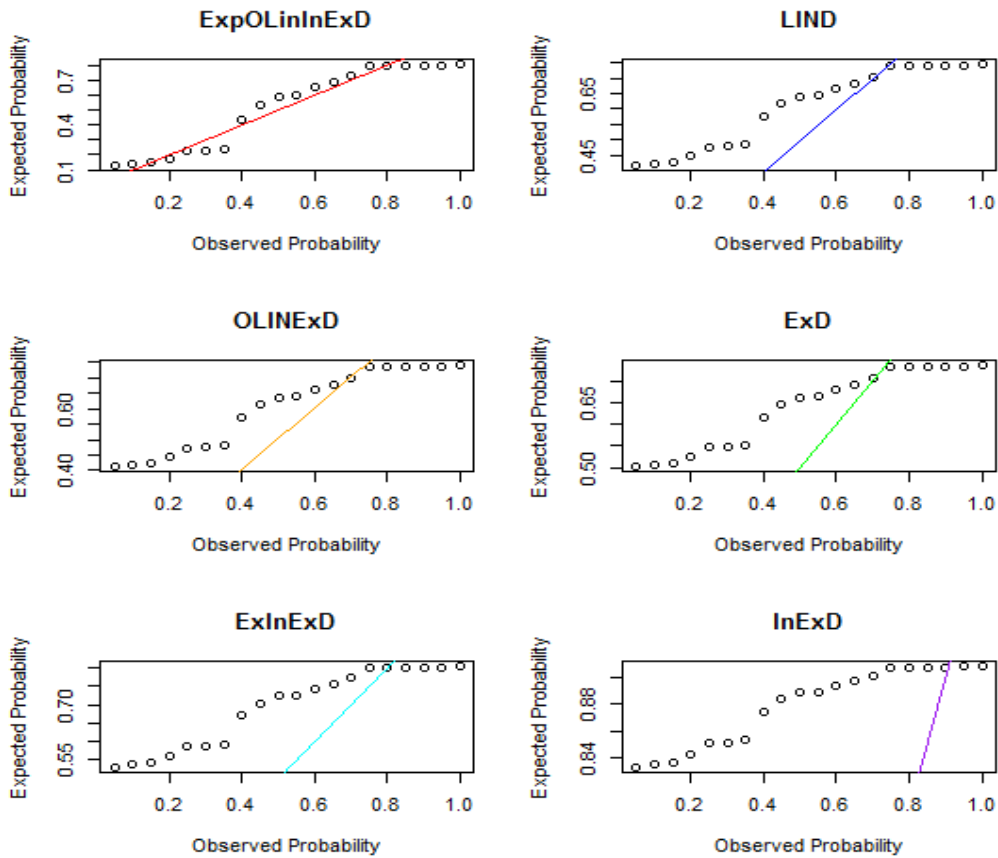 ExpOLinInExD
Expected Probability
0.1 0.4 0.7
0.2 0.4 0.6 0.8 1.0
Observed Probability
LIND
Expected Probability
0.45 0.65
0.2 0.4 0.6 0.8 1.0
Observed Probability
OLINExD
Expected Probability
0.40 0.60
0.2 0.4 0.6 0.8 1.0
Observed Probability
ExD
Expected Probability
0.50 0.65
0.2 0.4 0.6 0.8 1.0
Observed Probability
ExInExD
Expected Probability
0.55 0.70
0.2 0.4 0.6 0.8 1.0
Observed Probability
InExD
Expected Probability
0.84 0.88
0.2 0.4 0.6 0.8 1.0
Observed Probability